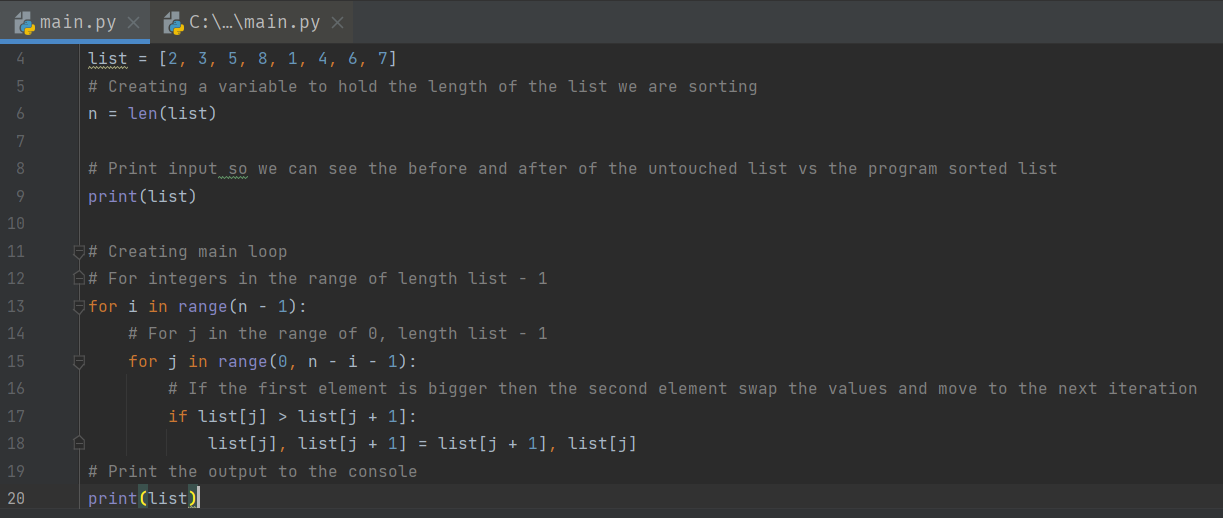 main.py C:\...\main.py
4 list = [2, 3, 5, 8, 1, 4, 6, 7]
5 # Creating a variable to hold the length of the list we are sorting
6 n = len(list)
7
8 # Print input so we can see the before and after of the untouched list vs the program sorted list
9 print(list)
10
11 # Creating main loop
12 # For integers in the range of length list - 1
13 for i in range(n - 1):
14     # For j in the range of 0, length list - 1
15     for j in range(0, n - i - 1):
16         # If the first element is bigger then the second element swap the values and move to the next iteration
17         if list[j] > list[j + 1]:
18             list[j], list[j + 1] = list[j + 1], list[j]
19 # Print the output to the console
20 print(list)